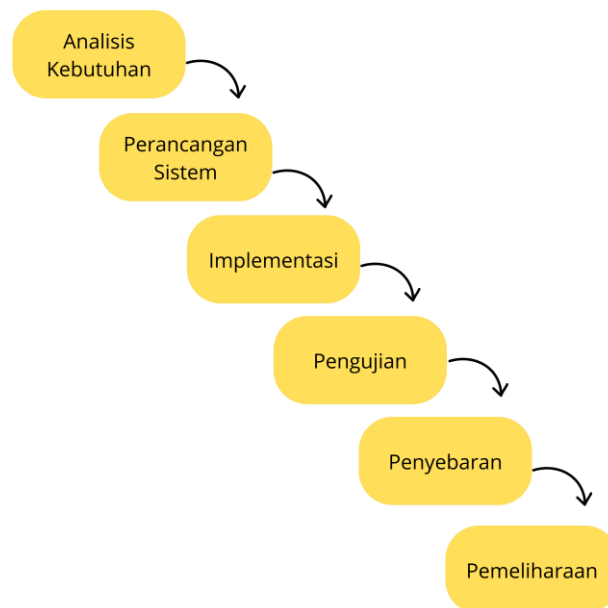 Analisis
Kebutuhan
Perancangan
Sistem
Implementasi
Pengujian
Penyebaran
Pemeliharaan